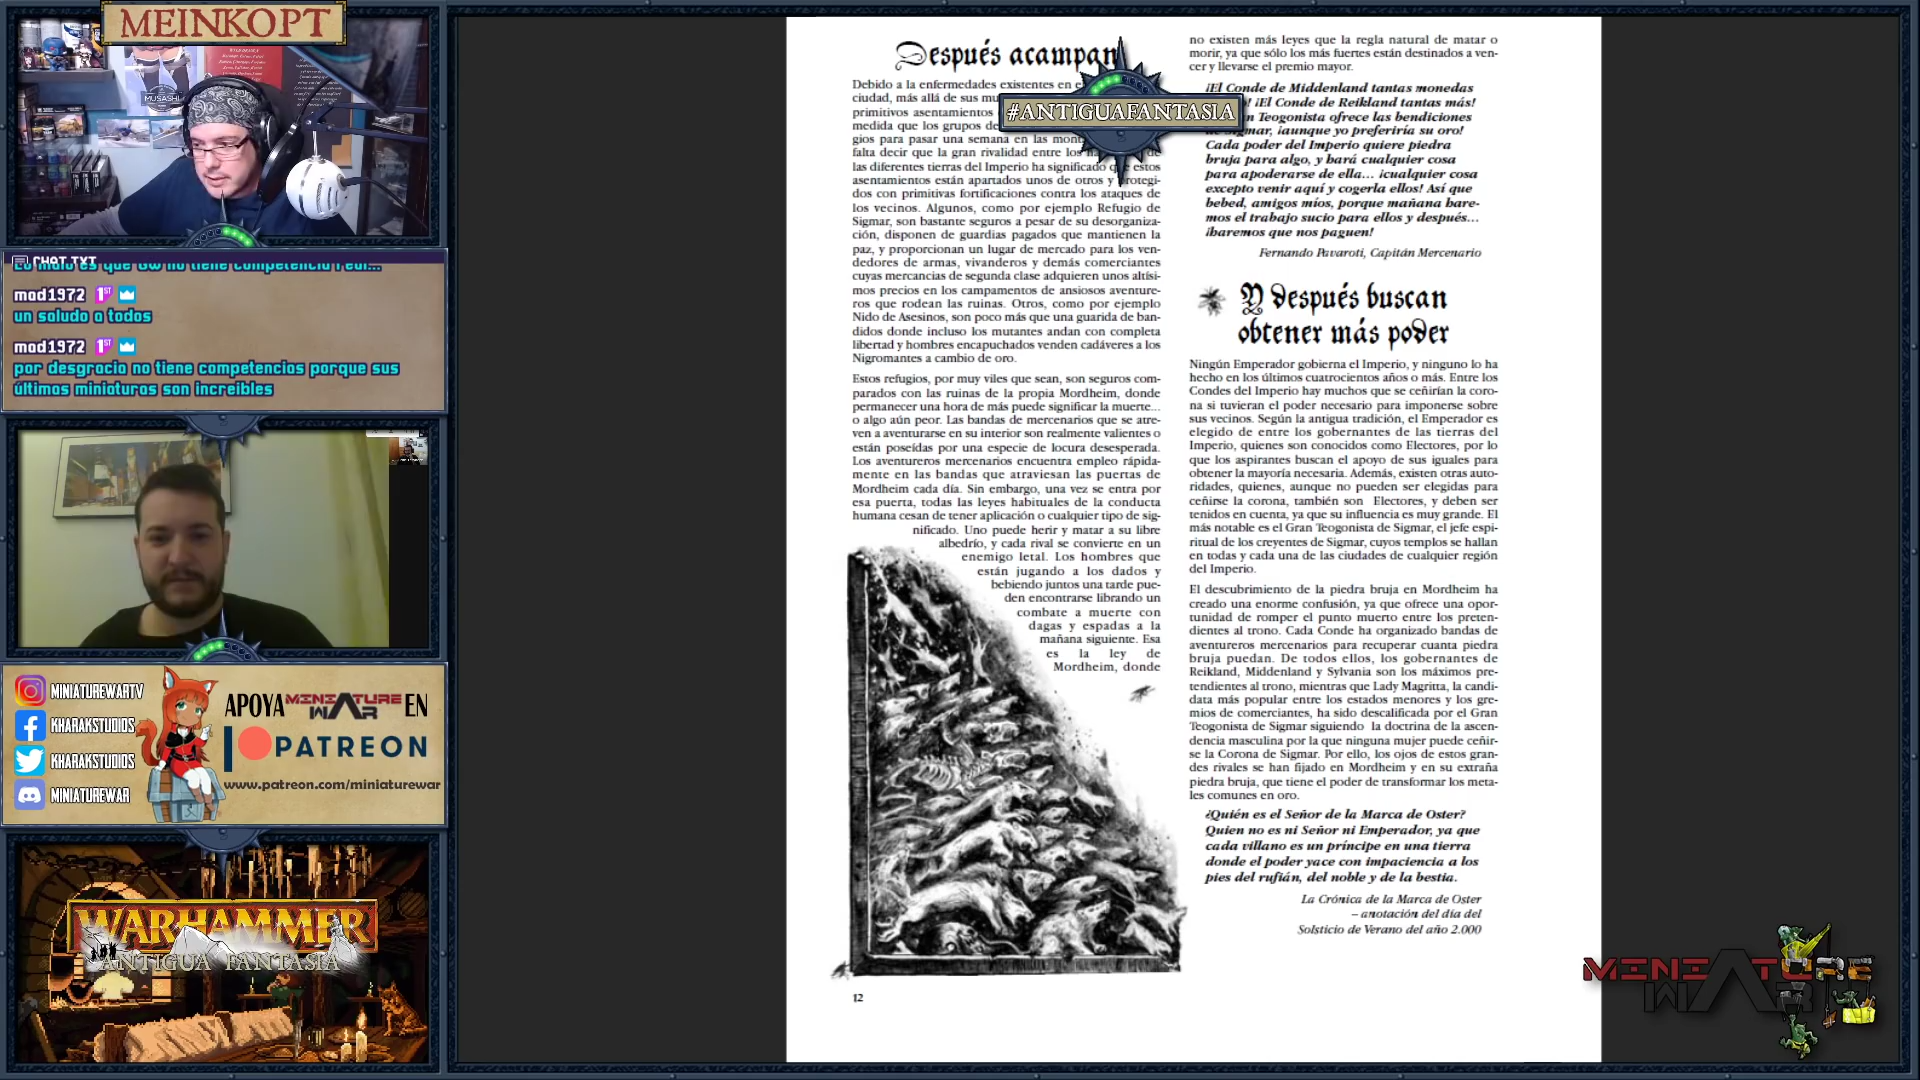 MEINKOPT
MUSASHI
CHAT.TXT
Lo malo es que GW no tiene competencia real...
mad1972 1ST
un saludo a todos
mad1972 1ST
por desgracia no tiene competencias porque sus
últimas miniaturas son increibles
MINIATUREWARTV
KHARAKSTUDIOS
KHARAKSTUDIOS
MINIATUREWAR
APOYA MINIATURE WAR EN
PATREON
www.patreon.com/miniaturewar
WARHAMMER
ANTIGUA FANTASIA
#ANTIGUAFANTASIA
Después acampan
Debido a la enfermedades existentes en e
ciudad, más allá de sus mu
primitivos asentamientos
medida que los grupos de
gios para pasar una semana en las mont
falta decir que la gran rivalidad entre los ha de
las diferentes tierras del Imperio ha significado que estos
asentamientos están apartados unos de otros y protegi-
dos con primitivas fortificaciones contra los ataques de
los vecinos. Algunos, como por ejemplo Refugio de
Sigmar, son bastante seguros a pesar de su desorganiza-
ción, disponen de guardias pagados que mantienen la
paz, y proporcionan un lugar de mercado para los ven-
dedores de armas, vivanderos y demás comerciantes
cuyas mercancias de segunda clase adquieren unos altísi-
mos precios en los campamentos de ansiosos aventure-
ros que rodean las ruinas. Otros, como por ejemplo
Nido de Asesinos, son poco más que una guarida de ban-
didos donde incluso los mutantes andan con completa
libertad y hombres encapuchados venden cadáveres a los
Nigromantes a cambio de oro.
Estos refugios, por muy viles que sean, son seguros com-
parados con las ruinas de la propia Mordheim, donde
permanecer una hora de más puede significar la muerte...
o algo aún peor. Las bandas de mercenarios que se atre-
ven a aventurarse en su interior son realmente valientes o
están poseídas por una especie de locura desesperada.
Los aventureros mercenarios encuentra empleo rápida-
mente en las bandas que atraviesan las puertas de
Mordheim cada día. Sin embargo, una vez se entra por
esa puerta, todas las leyes habituales de la conducta
humana cesan de tener aplicación o cualquier tipo de sig-
nificado. Uno puede herir y matar a su libre
albedrío, y cada rival se convierte en un
enemigo letal. Los hombres que
están jugando a los dados y
bebiendo juntos una tarde pue-
den encontrarse librando un
combate a muerte con
dagas y espadas a la
mañana siguiente. Esa
es la ley de
Mordheim, donde
12
no existen más leyes que la regla natural de matar o
morir, ya que sólo los más fuertes están destinados a ven-
cer y llevarse el premio mayor.
¡El Conde de Middenland tantas monedas
! ¡El Conde de Reikland tantas más!
n Teogonista ofrece las bendiciones
de Sigmar, ¡aunque yo preferiría su oro!
Cada poder del Imperio quiere piedra
bruja para algo, y hará cualquier cosa
para apoderarse de ella... ¡cualquier cosa
excepto venir aquí y cogerla ellos! Así que
bebed, amigos míos, porque mañana hare-
mos el trabajo sucio para ellos y después...
¡haremos que nos paguen!
Fernando Pavaroti, Capitán Mercenario
Y después buscan
obtener más poder
Ningún Emperador gobierna el Imperio, y ninguno lo ha
hecho en los últimos cuatrocientos años o más. Entre los
Condes del Imperio hay muchos que se ceñirían la coro-
na si tuvieran el poder necesario para imponerse sobre
sus vecinos. Según la antigua tradición, el Emperador es
elegido de entre los gobernantes de las tierras del
Imperio, quienes son conocidos como Electores, por lo
que los aspirantes buscan el apoyo de sus iguales para
obtener la mayoría necesaria. Además, existen otras auto-
ridades, quienes, aunque no pueden ser elegidas para
ceñirse la corona, también son Electores, y deben ser
tenidos en cuenta, ya que su influencia es muy grande. El
más notable es el Gran Teogonista de Sigmar, el jefe espi-
ritual de los creyentes de Sigmar, cuyos templos se hallan
en todas y cada una de las ciudades de cualquier región
del Imperio.
El descubrimiento de la piedra bruja en Mordheim ha
creado una enorme confusión, ya que ofrece una opor-
tunidad de romper el punto muerto entre los preten-
dientes al trono. Cada Conde ha organizado bandas de
aventureros mercenarios para recuperar cuanta piedra
bruja puedan. De todos ellos, los gobernantes de
Reikland, Middenland y Sylvania son los máximos pre-
tendientes al trono, mientras que Lady Magritta, la candi-
data más popular entre los estados menores y los gre-
mios de comerciantes, ha sido descalificada por el Gran
Teogonista de Sigmar siguiendo la doctrina de la ascen-
dencia masculina por la que ninguna mujer puede ceñir-
se la Corona de Sigmar. Por ello, los ojos de estos gran-
des rivales se han fijado en Mordheim y en su extraña
piedra bruja, que tiene el poder de transformar los meta-
les comunes en oro.
¿Quién es el Señor de la Marca de Oster?
Quien no es ni Señor ni Emperador, ya que
cada villano es un príncipe en una tierra
donde el poder yace con impaciencia a los
pies del rufián, del noble y de la bestia.
La Crónica de la Marca de Oster
– anotación del día del
Solsticio de Verano del año 2.000
MINIATURE
WAR